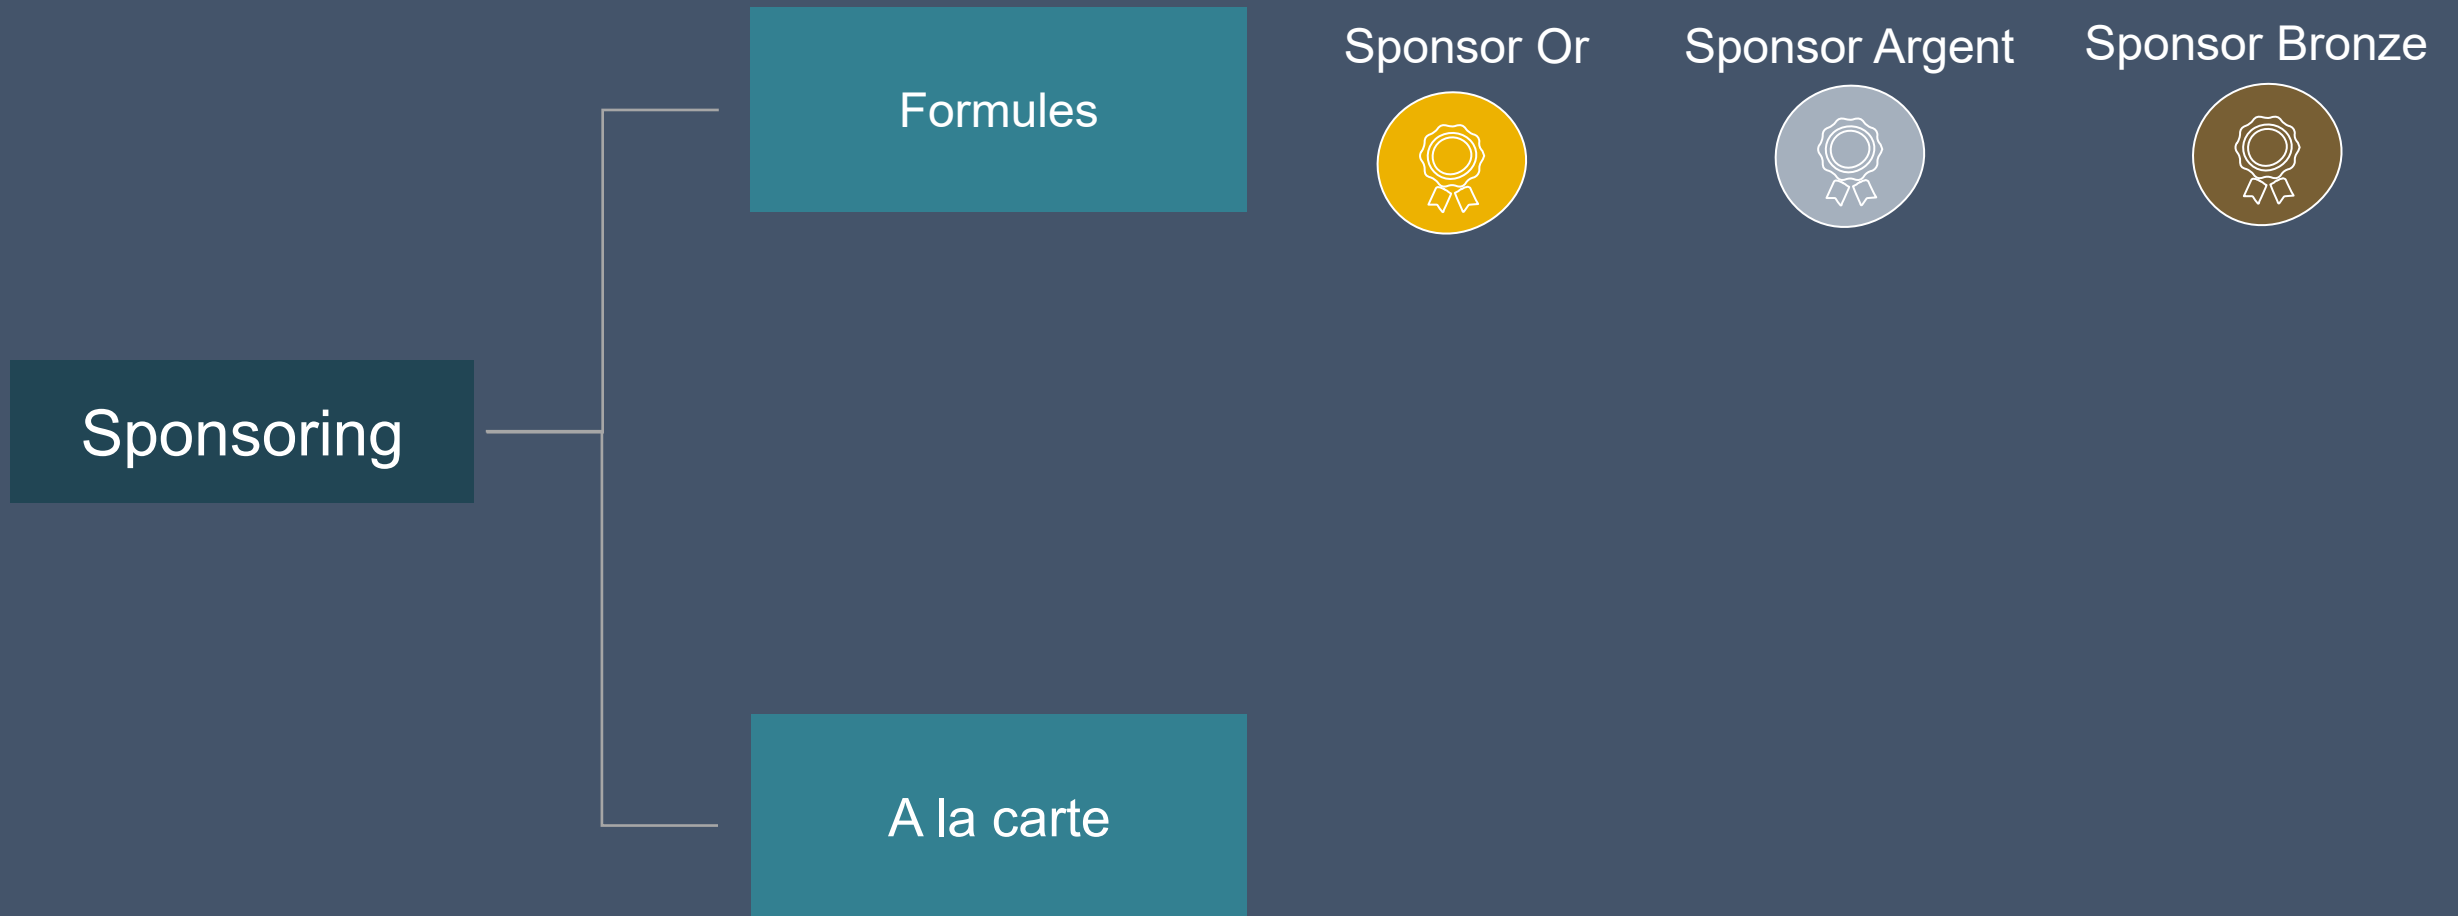 Sponsoring
Formules
Sponsor Or
Sponsor Argent
Sponsor Bronze
A la carte